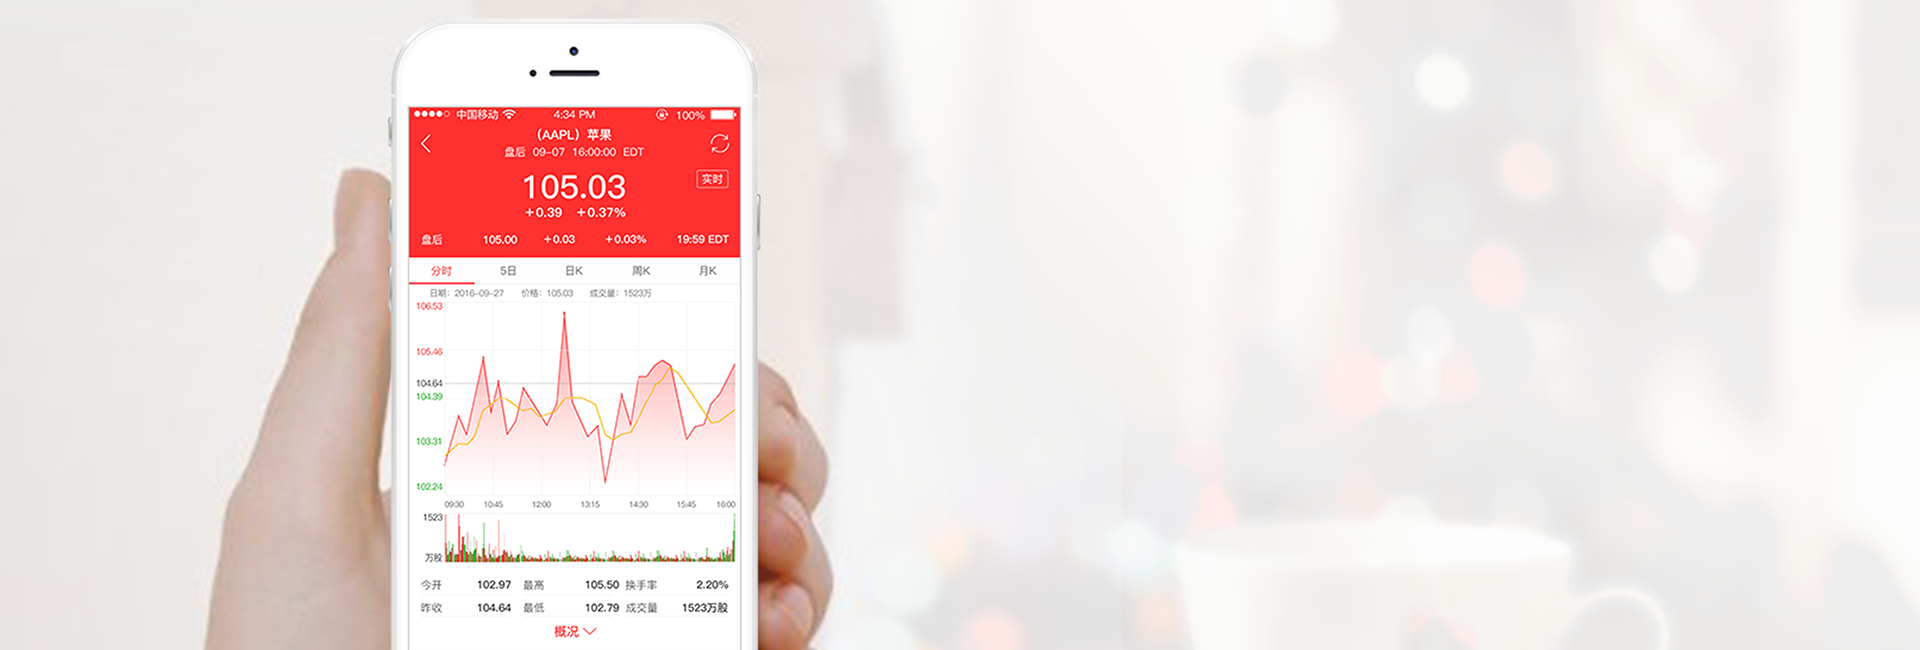 中国移动 4:34 PM 100%
(AAPL) 苹果
盘后 09-07 16:00:00 EDT
105.03
实时
+0.39 +0.37%
盘后 105.00 +0.03 +0.03% 19:59 EDT
分时 5日 日K 周K 月K
日期: 2016-09-27 价格: 105.03 成交量: 1523万
106.53
105.46
104.64
104.39
103.31
102.24
09:30 10:45 12:00 13:15 14:30 15:45 16:00
1523
万股
今开 102.97 最高 105.50 换手率 2.20%
昨收 104.64 最低 102.79 成交量 1523万股
概况